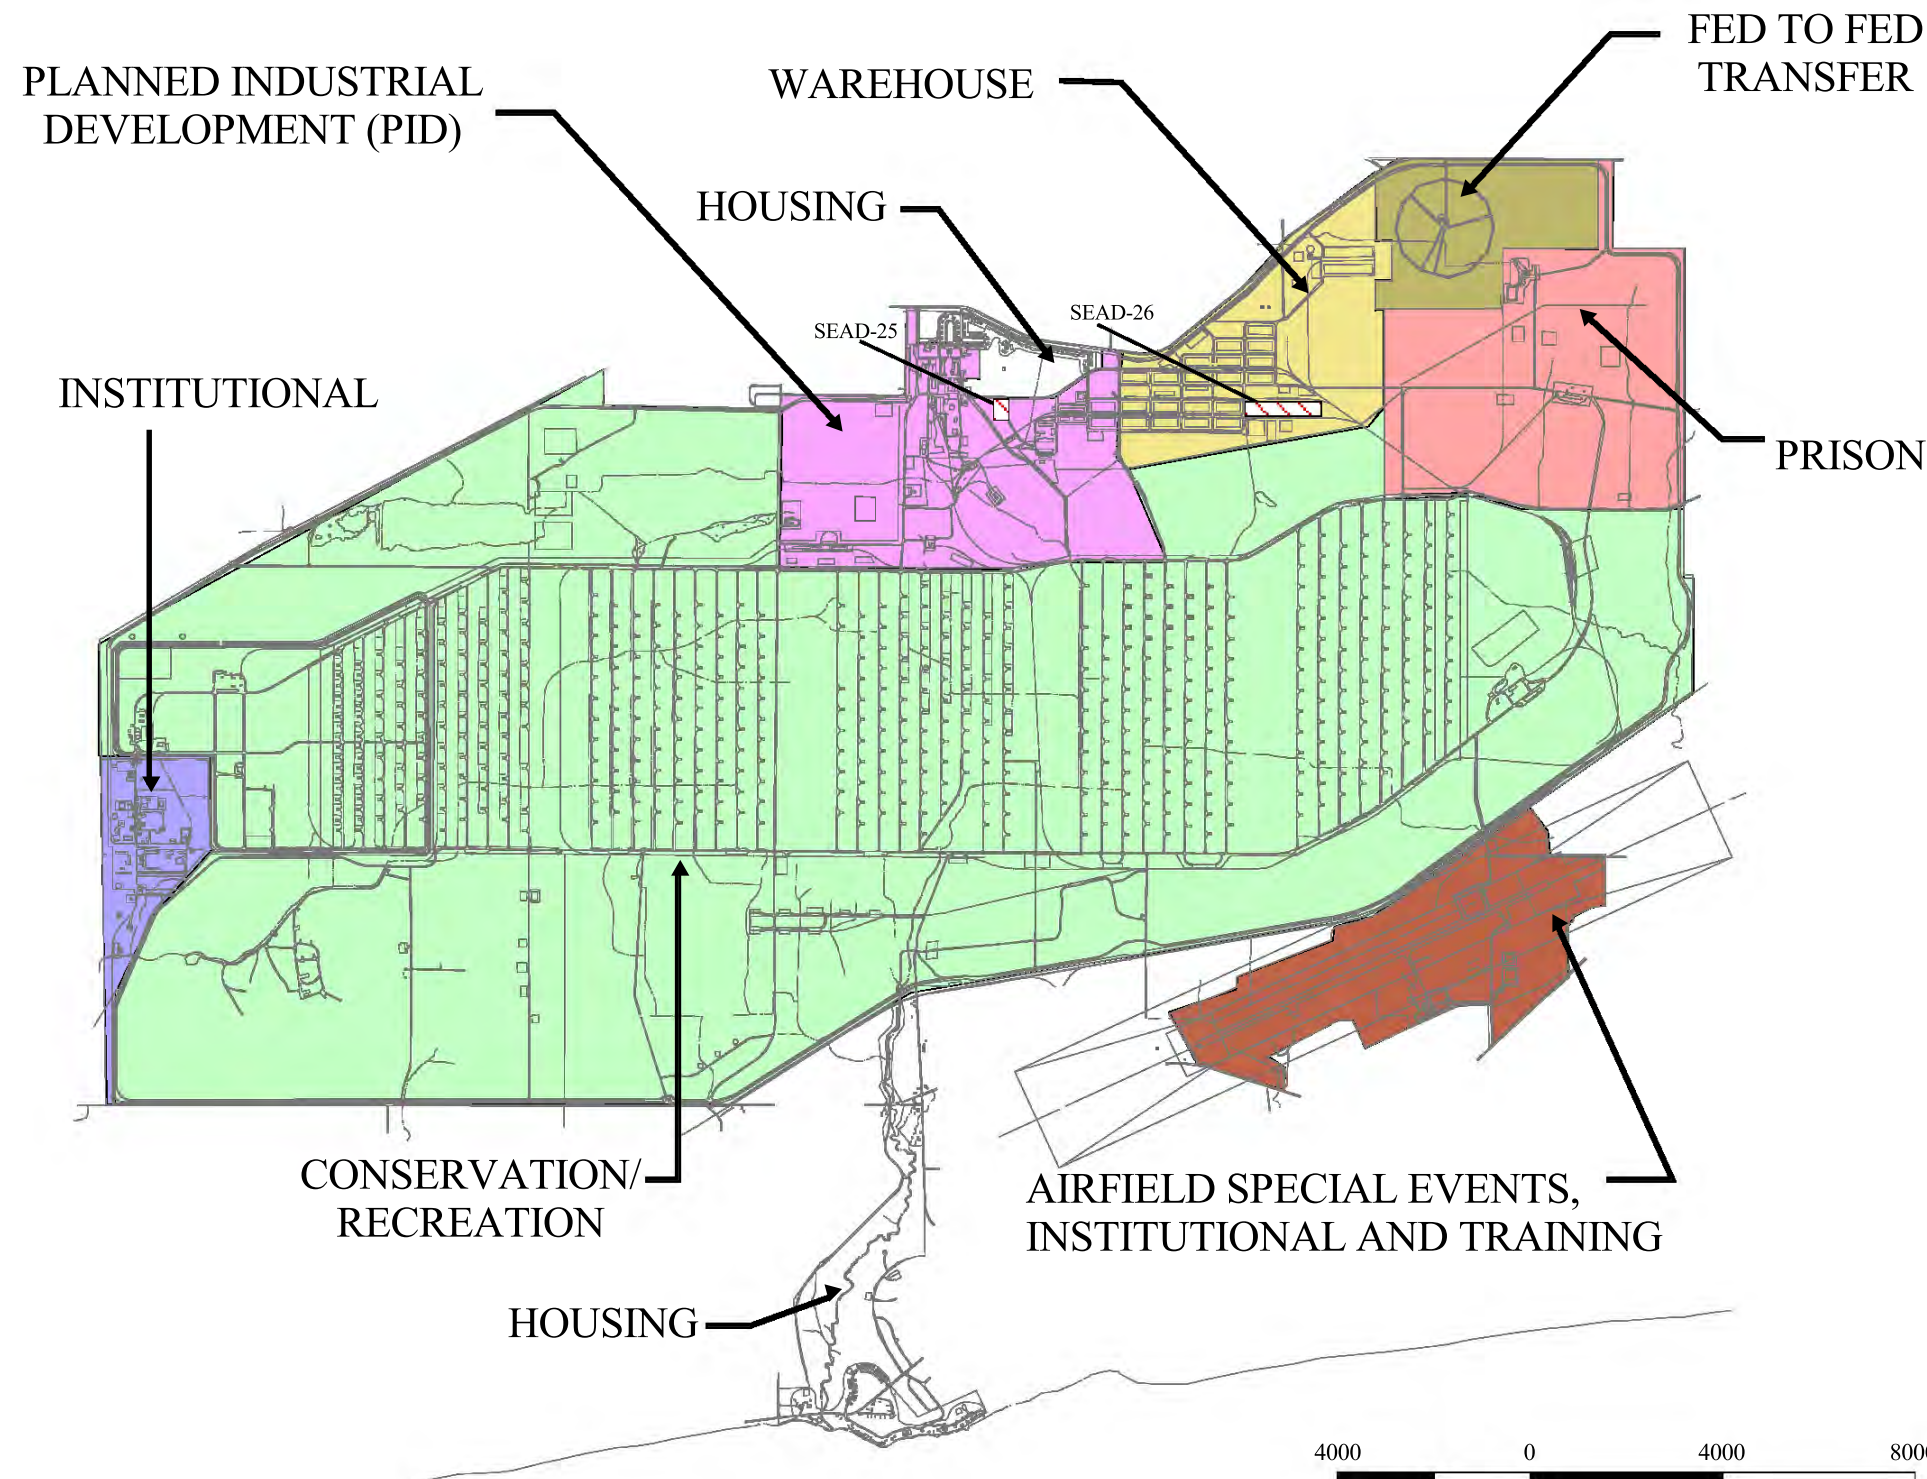 FED TO FED
TRANSFER
PLANNED INDUSTRIAL
DEVELOPMENT (PID)
WAREHOUSE
HOUSING
SEAD-25
SEAD-26
INSTITUTIONAL
PRISON
CONSERVATION/
RECREATION
AIRFIELD SPECIAL EVENTS,
INSTITUTIONAL AND TRAINING
HOUSING
4000 0 4000 8000